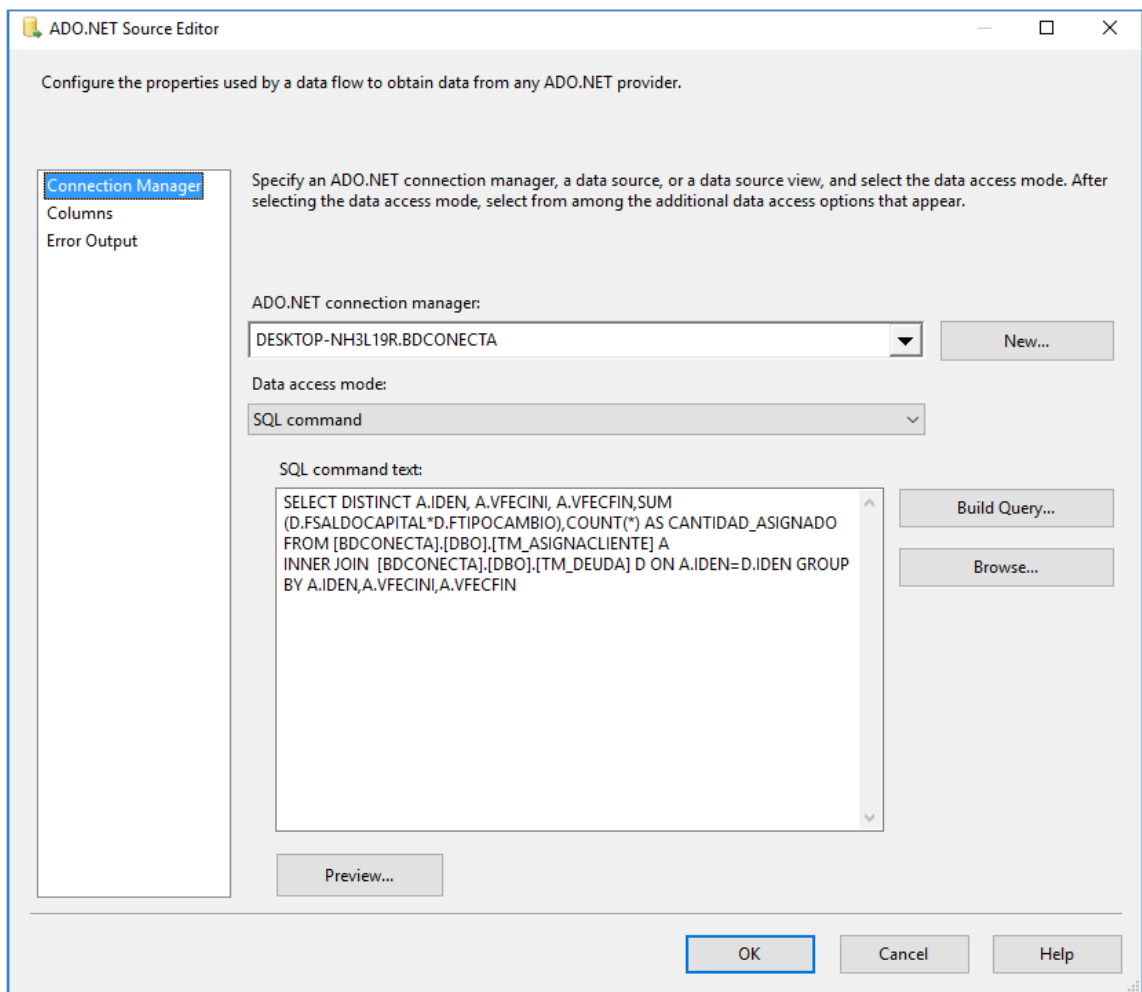 ADO.NET Source Editor
Configure the properties used by a data flow to obtain data from any ADO.NET provider.
Connection Manager
Columns
Error Output
Specify an ADO.NET connection manager, a data source, or a data source view, and select the data access mode. After
selecting the data access mode, select from among the additional data access options that appear.
ADO.NET connection manager:
DESKTOP-NH3L19R.BDCONECTA
New...
Data access mode:
SQL command
SQL command text:
SELECT DISTINCT A.IDEN, A.VFECINI, A.VFECFIN,SUM
(D.FSALDOCAPITAL*D.FTIPOCAMBIO),COUNT(*) AS CANTIDAD_ASIGNADO
FROM [BDCONECTA].[DBO].[TM_ASIGNACLIENTE] A
INNER JOIN  [BDCONECTA].[DBO].[TM_DEUDA] D ON A.IDEN=D.IDEN GROUP
BY A.IDEN,A.VFECINI,A.VFECFIN
Build Query...
Browse...
Preview...
OK
Cancel
Help